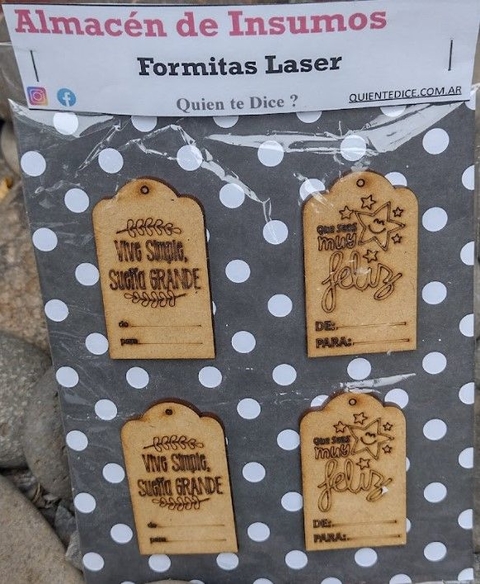 Almacén de Insumos
Formitas Laser
Quien te Dice ?
QUIENTEDICE.COM.AR
Vive Simple,
Sueña GRANDE
de
para
Que seas
muy
feliz
DE:
PARA:
Vive Simple,
Sueña GRANDE
de
para
Que seas
muy
feliz
DE:
PARA: